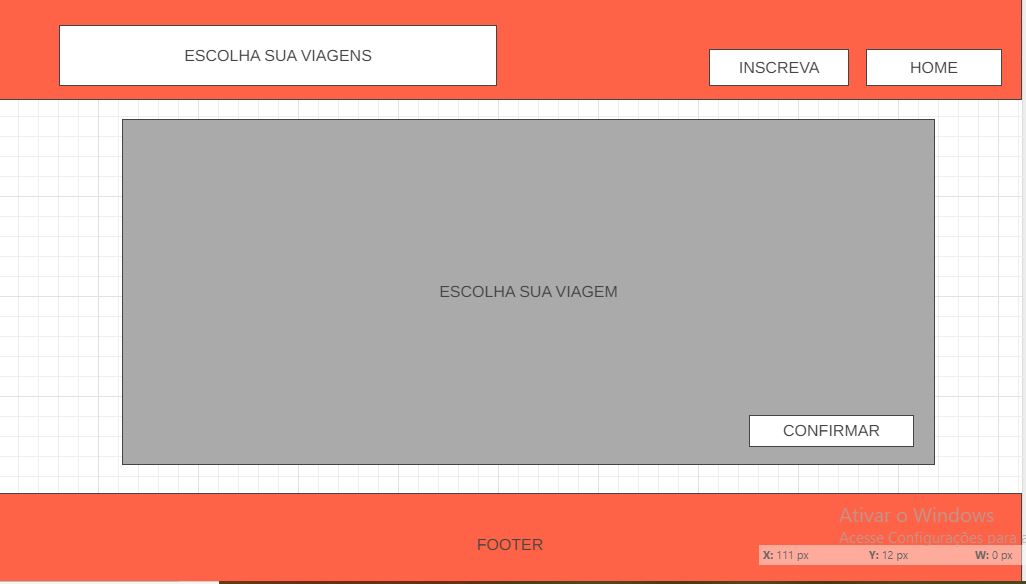 ESCOLHA SUA VIAGENS
INSCREVA
HOME
ESCOLHA SUA VIAGEM
CONFIRMAR
Ativar o Windows
Acesse Configurações para a
FOOTER
X: 111 px Y: 12 px W: 0 px